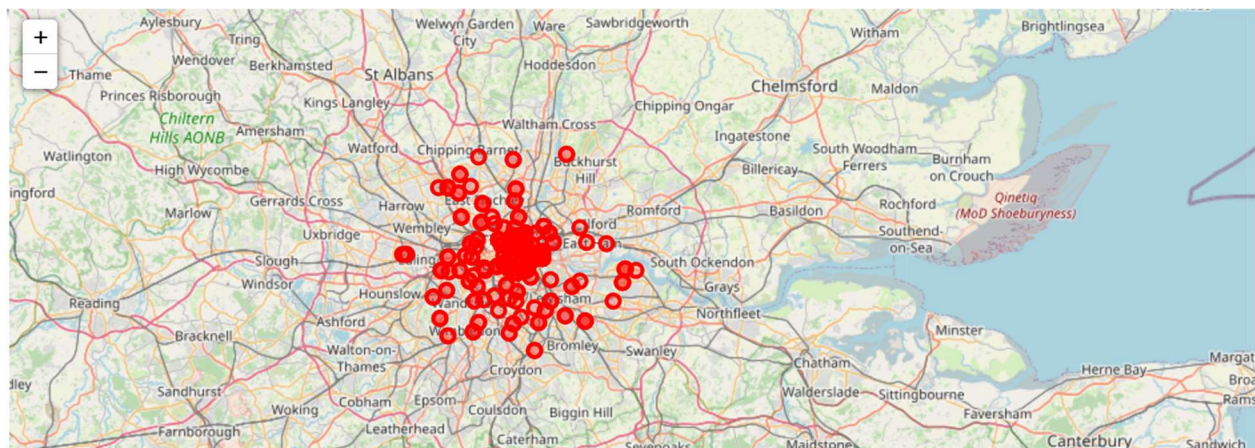 +
−
Aylesbury
Tring
Wendover
Berkhamsted
Thame
Princes Risborough
Chiltern
Hills AONB
Kings Langley
St Albans
Welwyn Garden
City
Ware
Sawbridgeworth
Hoddesdon
Witham
Brightlingsea
Chelmsford
Maldon
Chipping Ongar
Amersham
Watford
Waltham Cross
Chipping Barnet
Ingatestone
Watlington
High Wycombe
Buckhurst
Hill
South Woodham
Ferrers
Burnham
on Crouch
Billericay
ingford
Marlow
Gerrards Cross
Harrow
Wembley
Uxbridge
Ilford
Romford
Basildon
Rochford
Qinetiq
(MoD Shoeburyness)
Southend-
on-Sea
Slough
Windsor
South Ockendon
Hounslow
Grays
Reading
Northfleet
Bracknell
Ashford
Walton-on-
Thames
Bromley
Swanley
Croydon
Minster
Chatham
Herne Bay
Margat
dley
Sandhurst
Woking
Cobham
Epsom
Coulsdon
Biggin Hill
Walderslade
Sittingbourne
Faversham
Broa
Rams
Farnborough
Leatherhead
Caterham
Sevenoaks
Maidstone
Canterbury
Sandwich